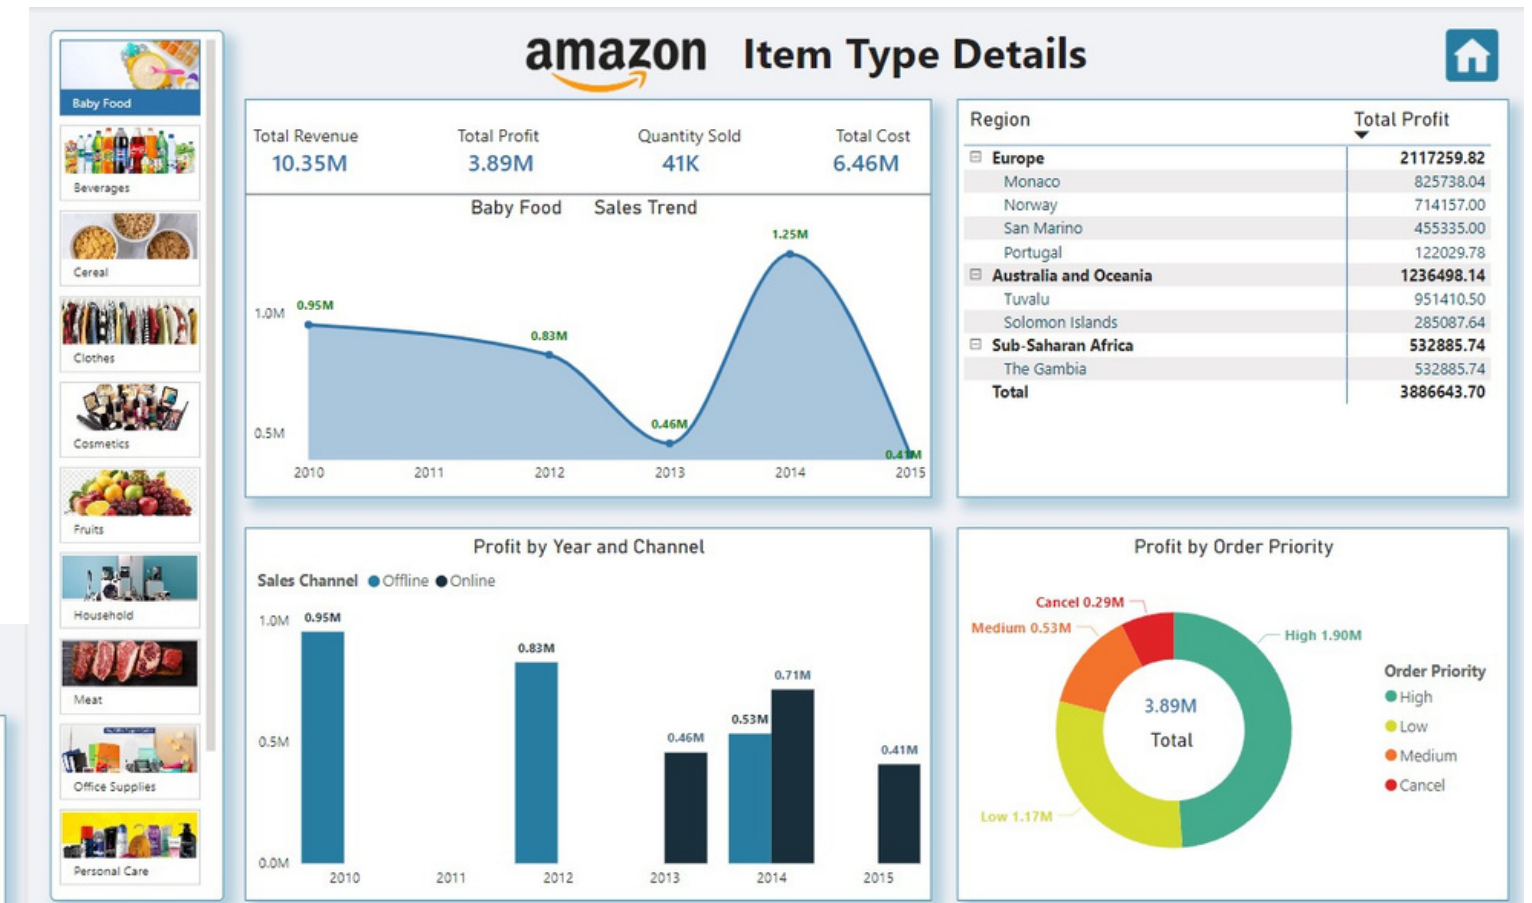 amazon Item Type Details
Baby Food
Beverages
Cereal
Clothes
Cosmetics
Fruits
Household
Meat
Office Supplies
Personal Care
Total Revenue Total Profit Quantity Sold Total Cost
10.35M 3.89M 41K 6.46M
Baby Food Sales Trend
1.25M
1.0M 0.95M
0.83M
0.46M
0.5M
0.41M
2010 2011 2012 2013 2014 2015
Region Total Profit
Europe 2117259.82
Monaco 825738.04
Norway 714157.00
San Marino 455335.00
Portugal 122029.78
Australia and Oceania 1236498.14
Tuvalu 951410.50
Solomon Islands 285087.64
Sub-Saharan Africa 532885.74
The Gambia 532885.74
Total 3886643.70
Profit by Year and Channel
Sales Channel Offline Online
1.0M 0.95M
0.83M
0.71M
0.53M
0.5M 0.46M
0.41M
0.0M
2010 2011 2012 2013 2014 2015
Profit by Order Priority
Cancel 0.29M
Medium 0.53M
High 1.90M
Low 1.17M
3.89M
Total
Order Priority
High
Low
Medium
Cancel